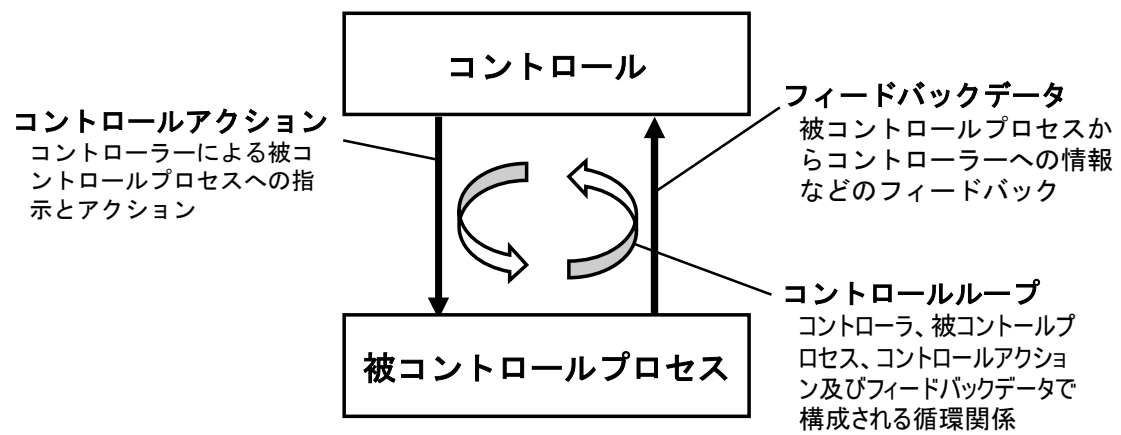 コントロール
コントロールアクション
コントローラーによる被コ
ントロールプロセスへの指
示とアクション
フィードバックデータ
被コントロールプロセスか
らコントローラーへの情報
などのフィードバック
コントロールループ
コントローラ、被コントールプ
ロセス、コントロールアクショ
ン及びフィードバックデータで
構成される循環関係
被コントロールプロセス